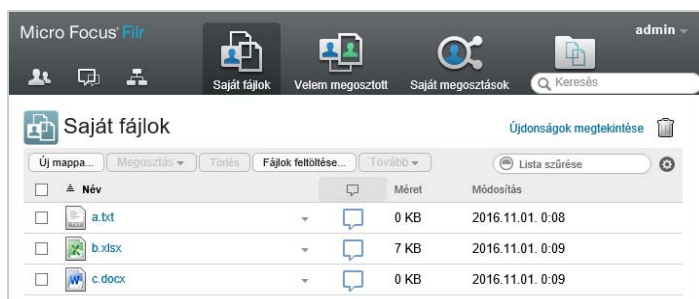 Micro Focus® Filr
admin
Saját fájlok
Velem megosztott
Saját megosztások
Keresés
Saját fájlok
Újdonságok megtekintése
Új mappa...
Megosztás
Törlés
Fájlok feltöltése...
Tovább
Lista szűrése
Név
Méret
Módosítás
a.txt
0 KB
2016.11.01. 0:08
b.xlsx
7 KB
2016.11.01. 0:09
c.docx
0 KB
2016.11.01. 0:09